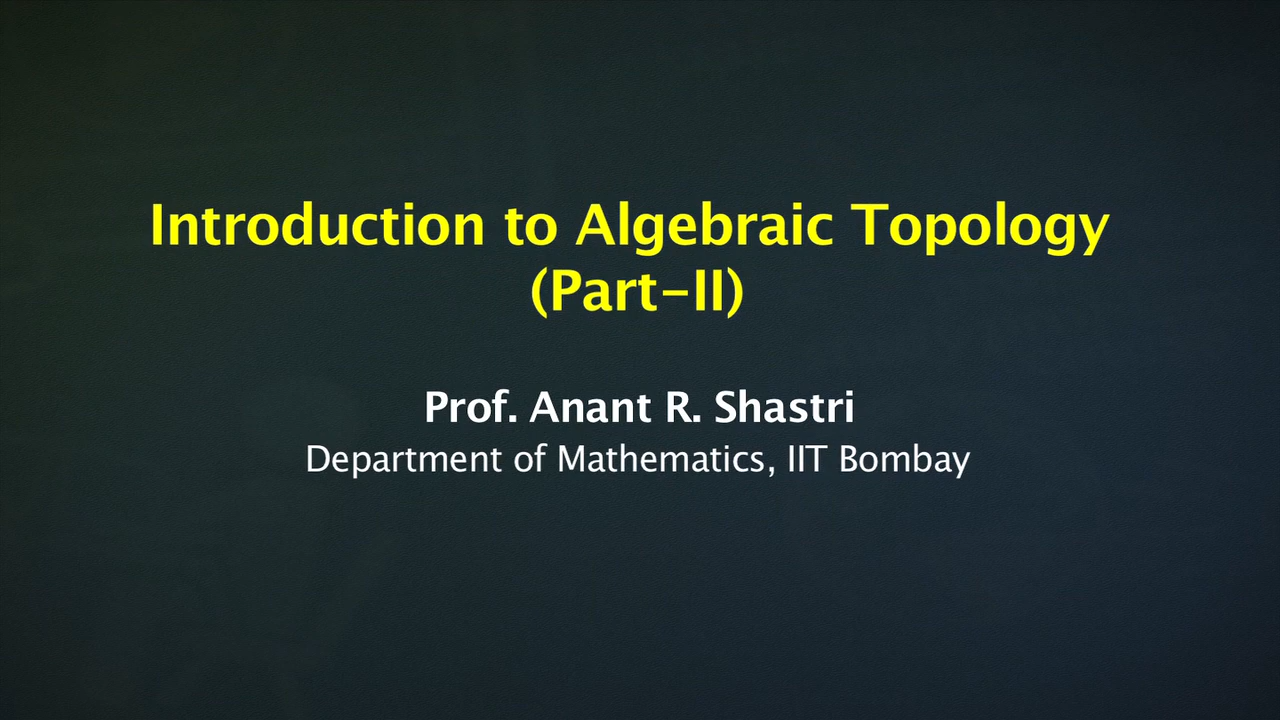 Introduction to Algebraic Topology
(Part-II)
Prof. Anant R. Shastri
Department of Mathematics, IIT Bombay